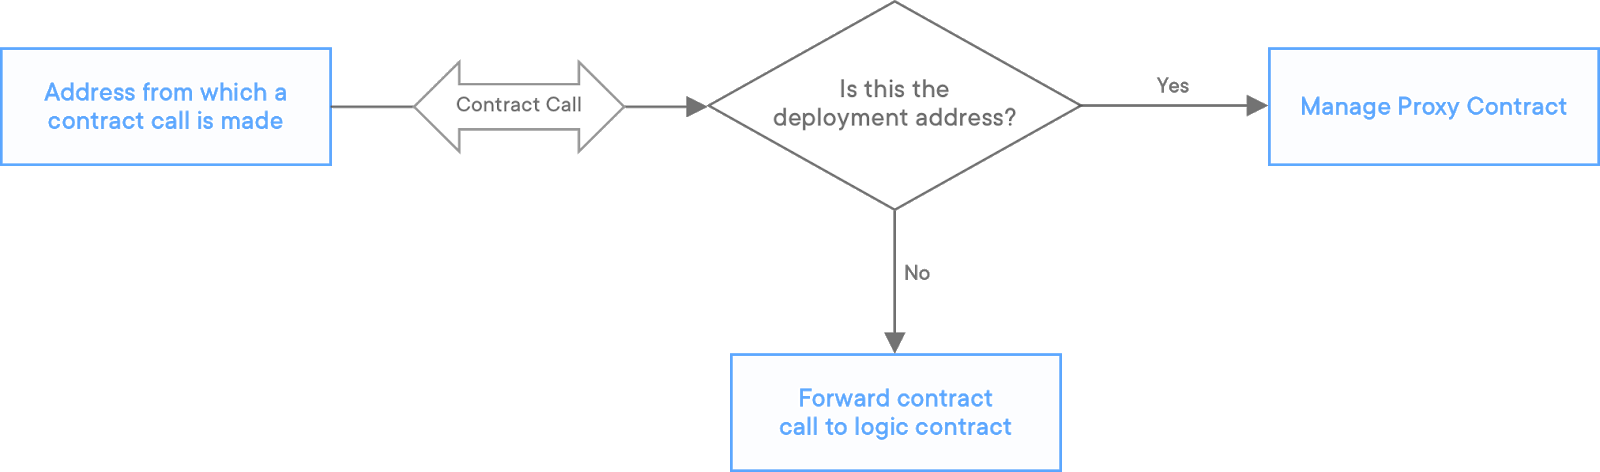 Address from which a
contract call is made
Contract Call
Is this the
deployment address?
Yes
Manage Proxy Contract
No
Forward contract
call to logic contract